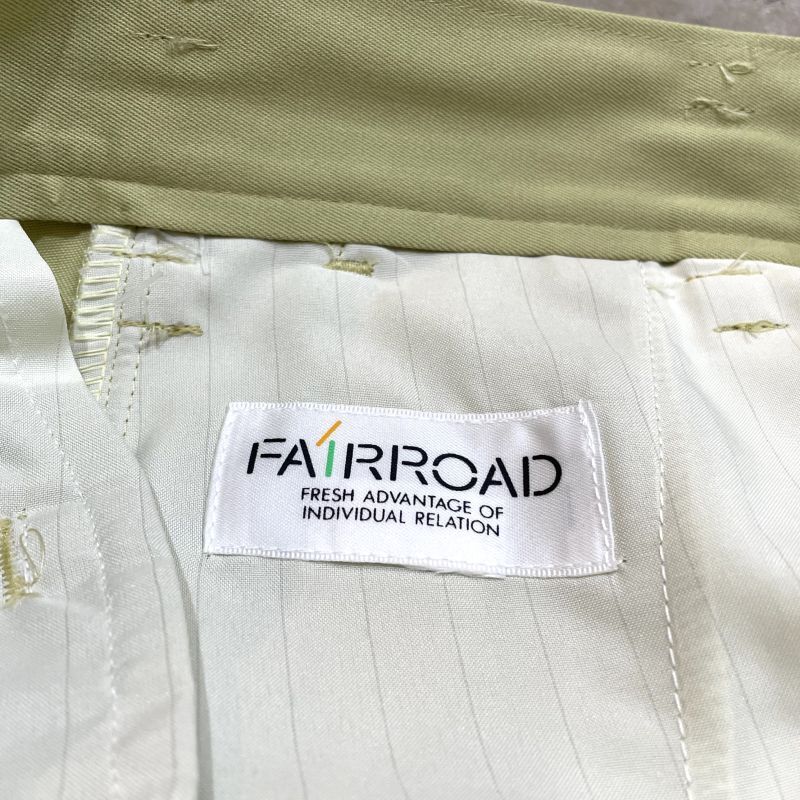 FAIRROAD
FRESH ADVANTAGE OF
INDIVIDUAL RELATION